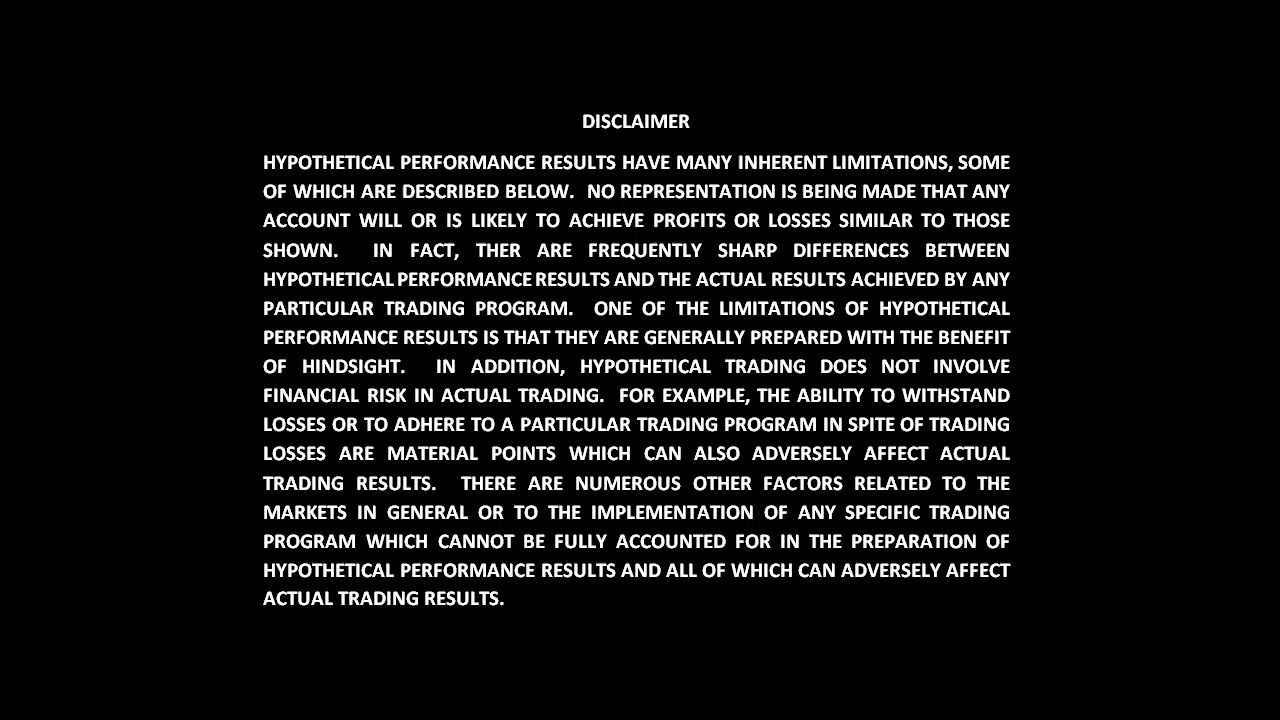 DISCLAIMER
HYPOTHETICAL PERFORMANCE RESULTS HAVE MANY INHERENT LIMITATIONS, SOME
OF WHICH ARE DESCRIBED BELOW. NO REPRESENTATION IS BEING MADE THAT ANY
ACCOUNT WILL OR IS LIKELY TO ACHIEVE PROFITS OR LOSSES SIMILAR TO THOSE
SHOWN. IN FACT, THER ARE FREQUENTLY SHARP DIFFERENCES BETWEEN
HYPOTHETICAL PERFORMANCE RESULTS AND THE ACTUAL RESULTS ACHIEVED BY ANY
PARTICULAR TRADING PROGRAM. ONE OF THE LIMITATIONS OF HYPOTHETICAL
PERFORMANCE RESULTS IS THAT THEY ARE GENERALLY PREPARED WITH THE BENEFIT
OF HINDSIGHT. IN ADDITION, HYPOTHETICAL TRADING DOES NOT INVOLVE
FINANCIAL RISK IN ACTUAL TRADING. FOR EXAMPLE, THE ABILITY TO WITHSTAND
LOSSES OR TO ADHERE TO A PARTICULAR TRADING PROGRAM IN SPITE OF TRADING
LOSSES ARE MATERIAL POINTS WHICH CAN ALSO ADVERSELY AFFECT ACTUAL
TRADING RESULTS. THERE ARE NUMEROUS OTHER FACTORS RELATED TO THE
MARKETS IN GENERAL OR TO THE IMPLEMENTATION OF ANY SPECIFIC TRADING
PROGRAM WHICH CANNOT BE FULLY ACCOUNTED FOR IN THE PREPARATION OF
HYPOTHETICAL PERFORMANCE RESULTS AND ALL OF WHICH CAN ADVERSELY AFFECT
ACTUAL TRADING RESULTS.